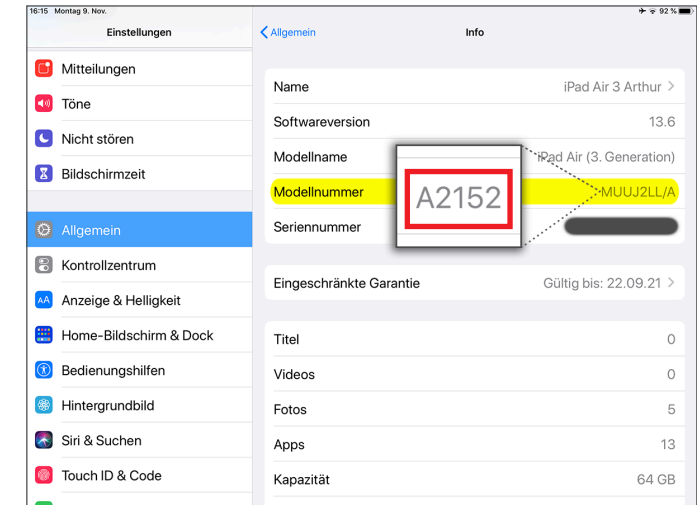 16:15 Montag 9. Nov.
92 %
Einstellungen
Allgemein
Info
Mitteilungen
Töne
Nicht stören
Bildschirmzeit
Allgemein
Kontrollzentrum
AA Anzeige & Helligkeit
Home-Bildschirm & Dock
Bedienungshilfen
Hintergrundbild
Siri & Suchen
Touch ID & Code
Name iPad Air 3 Arthur
Softwareversion 13.6
Modellname iPad Air (3. Generation)
Modellnummer MUUJ2LL/A
A2152
Seriennummer
Eingeschränkte Garantie Gültig bis: 22.09.21
Titel 0
Videos 0
Fotos 5
Apps 13
Kapazität 64 GB